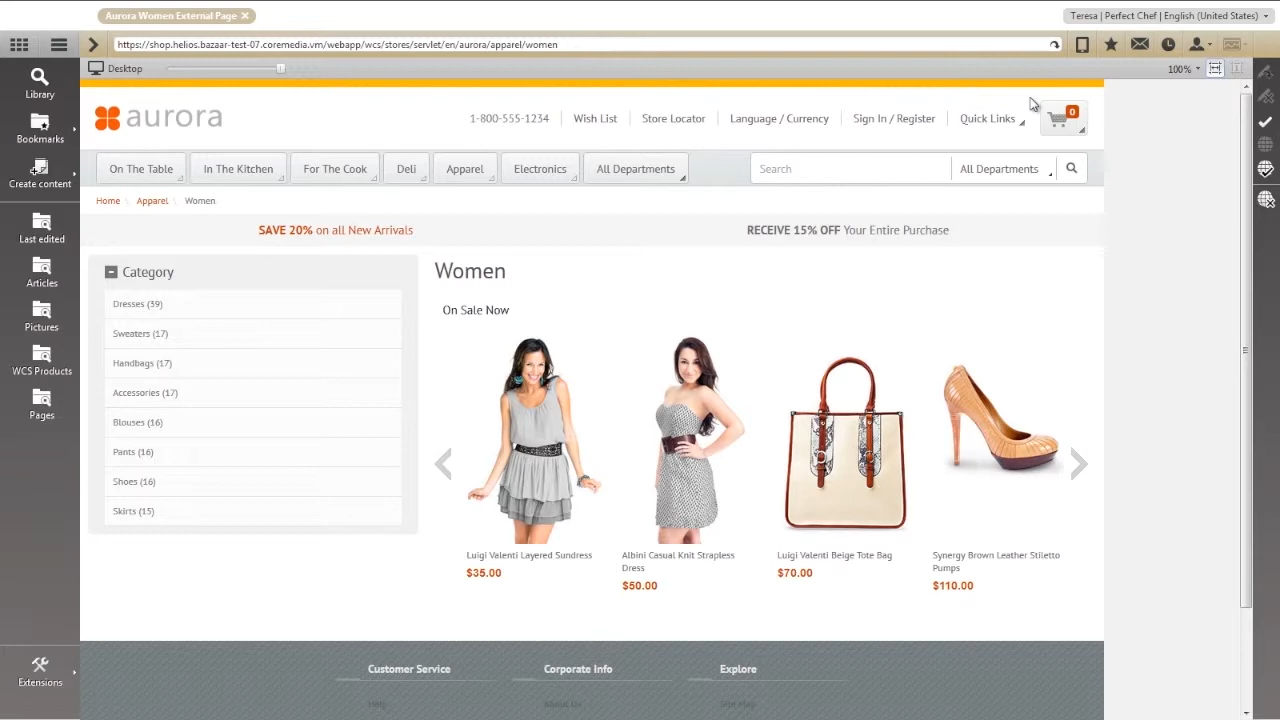 Aurora Women External Page
Teresa | Perfect Chef | English (United States)
https://shop.helios.bazaar-test-07.coremedia.vm/webapp/wcs/stores/servlet/en/aurora/apparel/women
Desktop
100%
Library
Bookmarks
Create content
Last edited
Articles
Pictures
WCS Products
Pages
Extensions
aurora
1-800-555-1234
Wish List
Store Locator
Language / Currency
Sign In / Register
Quick Links
0
On The Table
In The Kitchen
For The Cook
Deli
Apparel
Electronics
All Departments
Search
All Departments
Home \ Apparel \ Women
SAVE 20% on all New Arrivals
RECEIVE 15% OFF Your Entire Purchase
Category
Dresses (39)
Sweaters (17)
Handbags (17)
Accessories (17)
Blouses (16)
Pants (16)
Shoes (16)
Skirts (15)
Women
On Sale Now
Luigi Valenti Layered Sundress
$35.00
Albini Casual Knit Strapless
Dress
$50.00
Luigi Valenti Beige Tote Bag
$70.00
Synergy Brown Leather Stiletto
Pumps
$110.00
Customer Service
Corporate Info
Explore
Help
About Us
Site Map